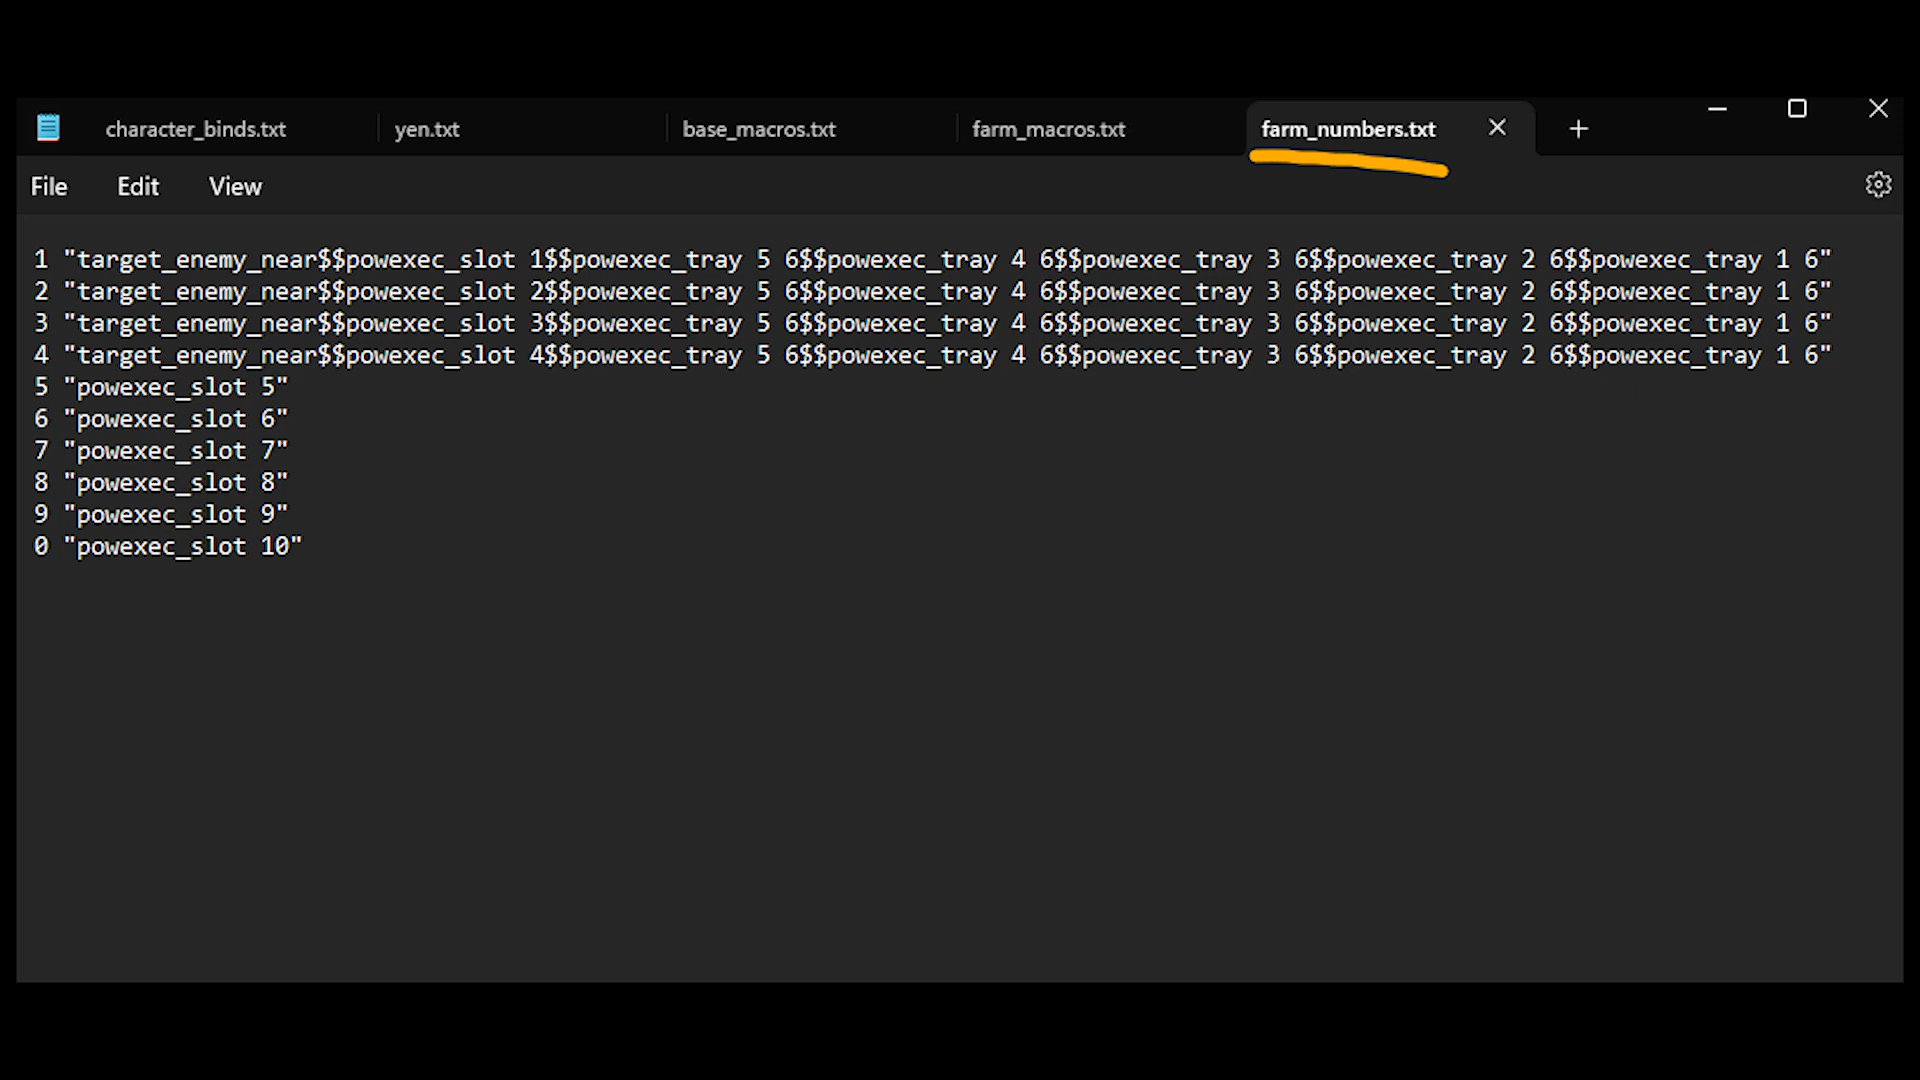 character_binds.txt yen.txt base_macros.txt farm_macros.txt farm_numbers.txt
File Edit View
1 "target_enemy_near$$powexec_slot 1$$powexec_tray 5 6$$powexec_tray 4 6$$powexec_tray 3 6$$powexec_tray 2 6$$powexec_tray 1 6"
2 "target_enemy_near$$powexec_slot 2$$powexec_tray 5 6$$powexec_tray 4 6$$powexec_tray 3 6$$powexec_tray 2 6$$powexec_tray 1 6"
3 "target_enemy_near$$powexec_slot 3$$powexec_tray 5 6$$powexec_tray 4 6$$powexec_tray 3 6$$powexec_tray 2 6$$powexec_tray 1 6"
4 "target_enemy_near$$powexec_slot 4$$powexec_tray 5 6$$powexec_tray 4 6$$powexec_tray 3 6$$powexec_tray 2 6$$powexec_tray 1 6"
5 "powexec_slot 5"
6 "powexec_slot 6"
7 "powexec_slot 7"
8 "powexec_slot 8"
9 "powexec_slot 9"
0 "powexec_slot 10"